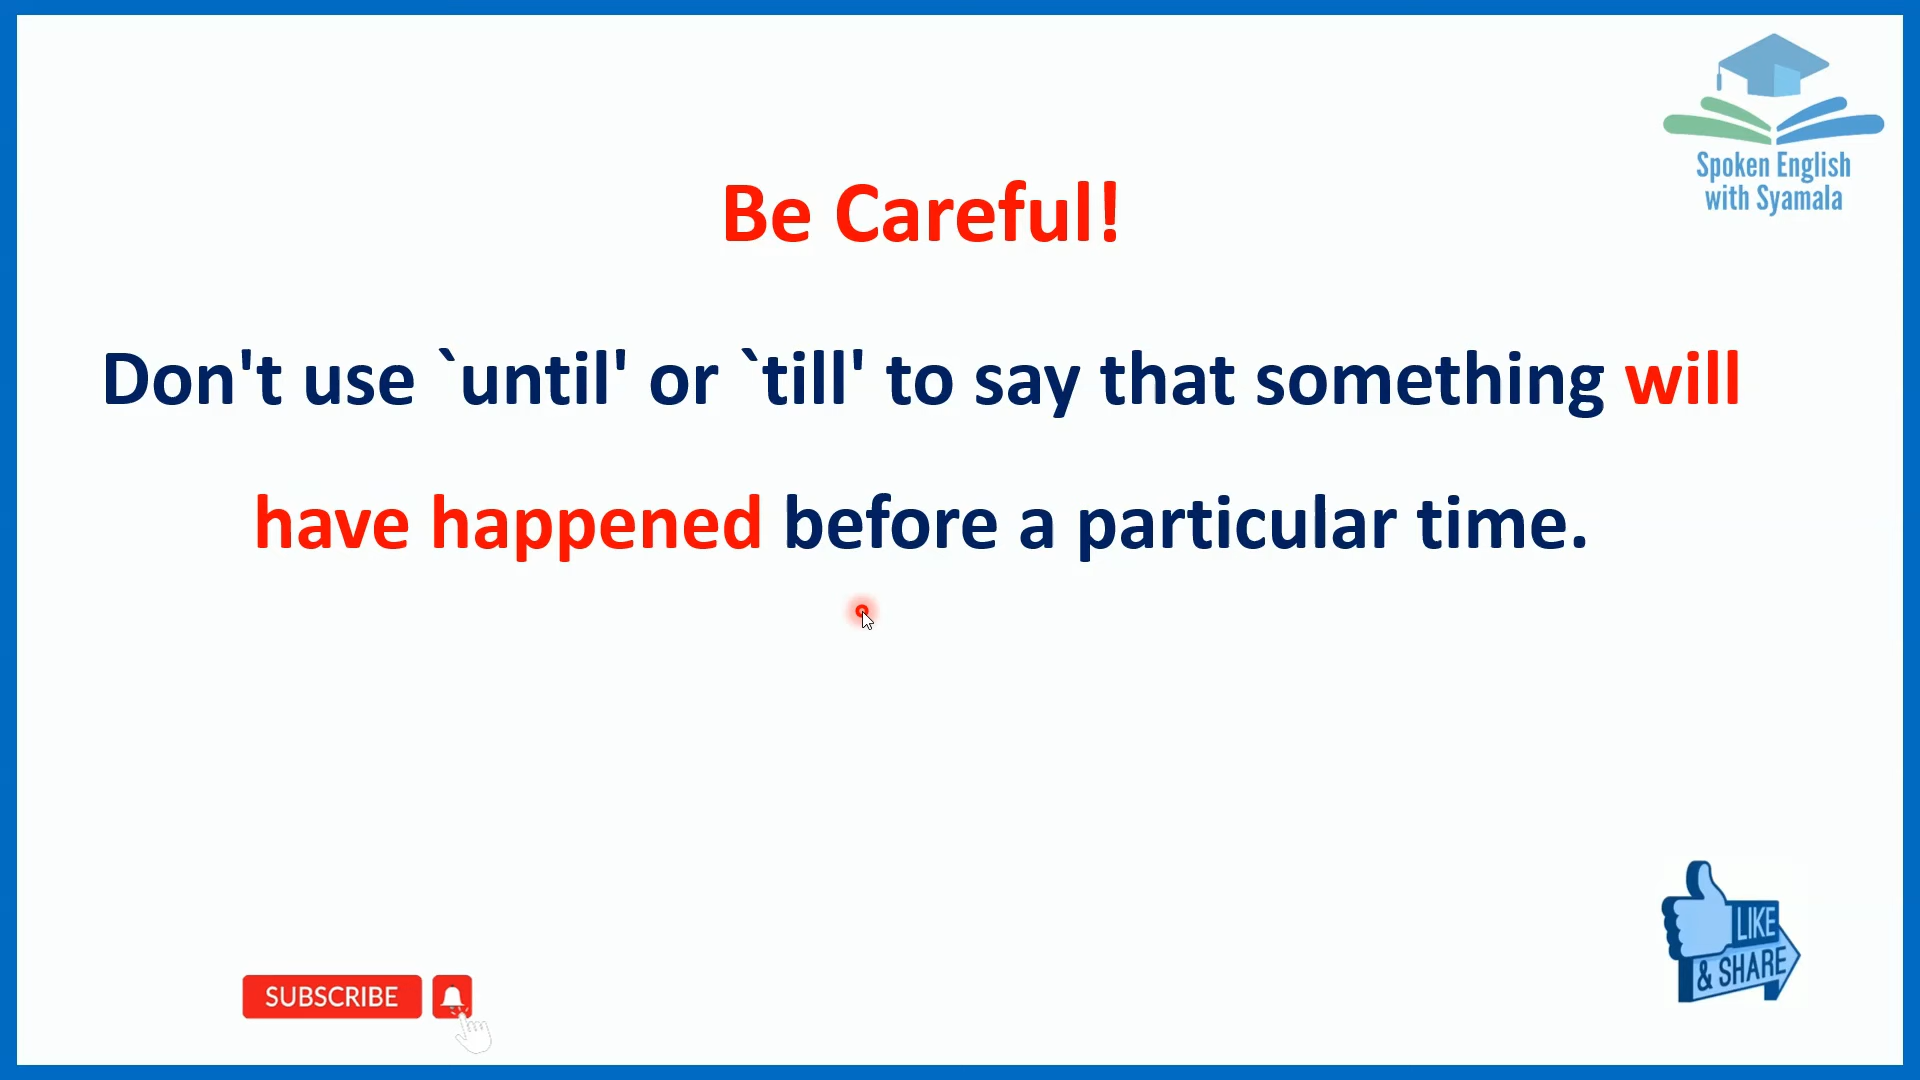 Spoken English
with Syamala
Be Careful!
Don't use `until' or `till' to say that something will
have happened before a particular time.
LIKE
& SHARE
SUBSCRIBE